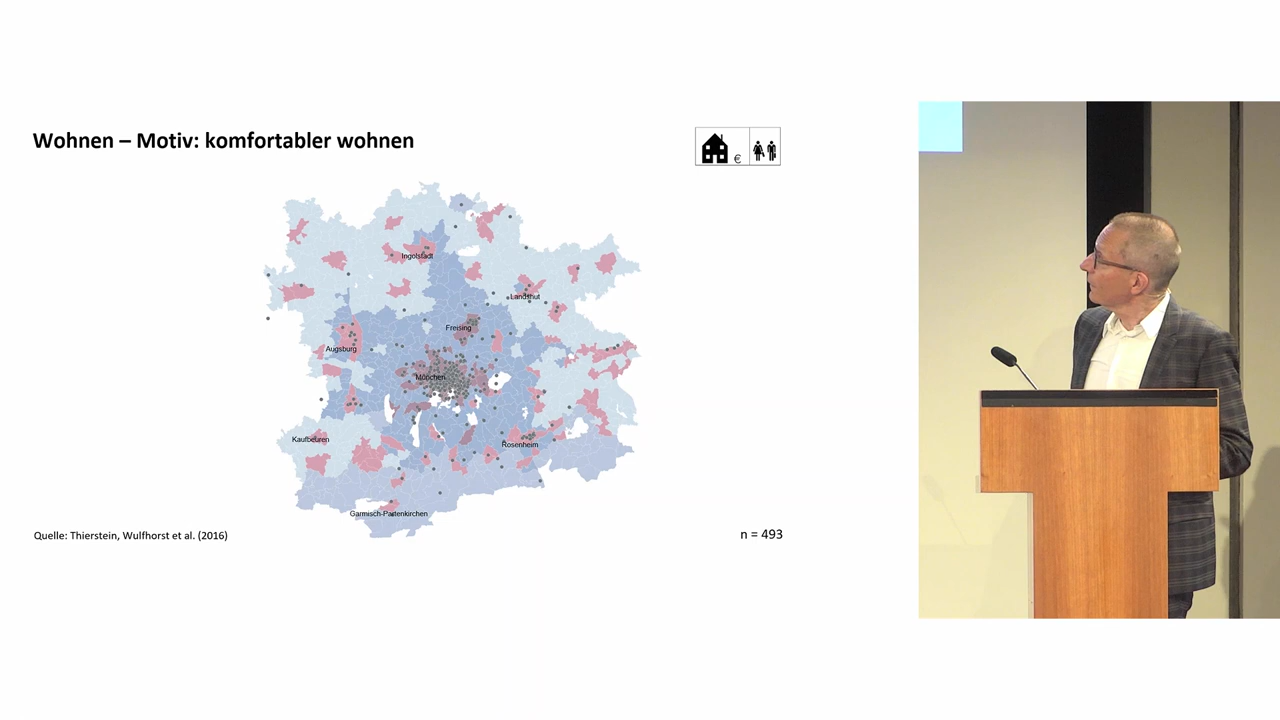 Wohnen – Motiv: komfortabler wohnen
€
Ingolstadt
Landshut
Freising
Augsburg
München
Kaufbeuren
Rosenheim
Garmisch-Partenkirchen
Quelle: Thierstein, Wulfhorst et al. (2016)
n = 493